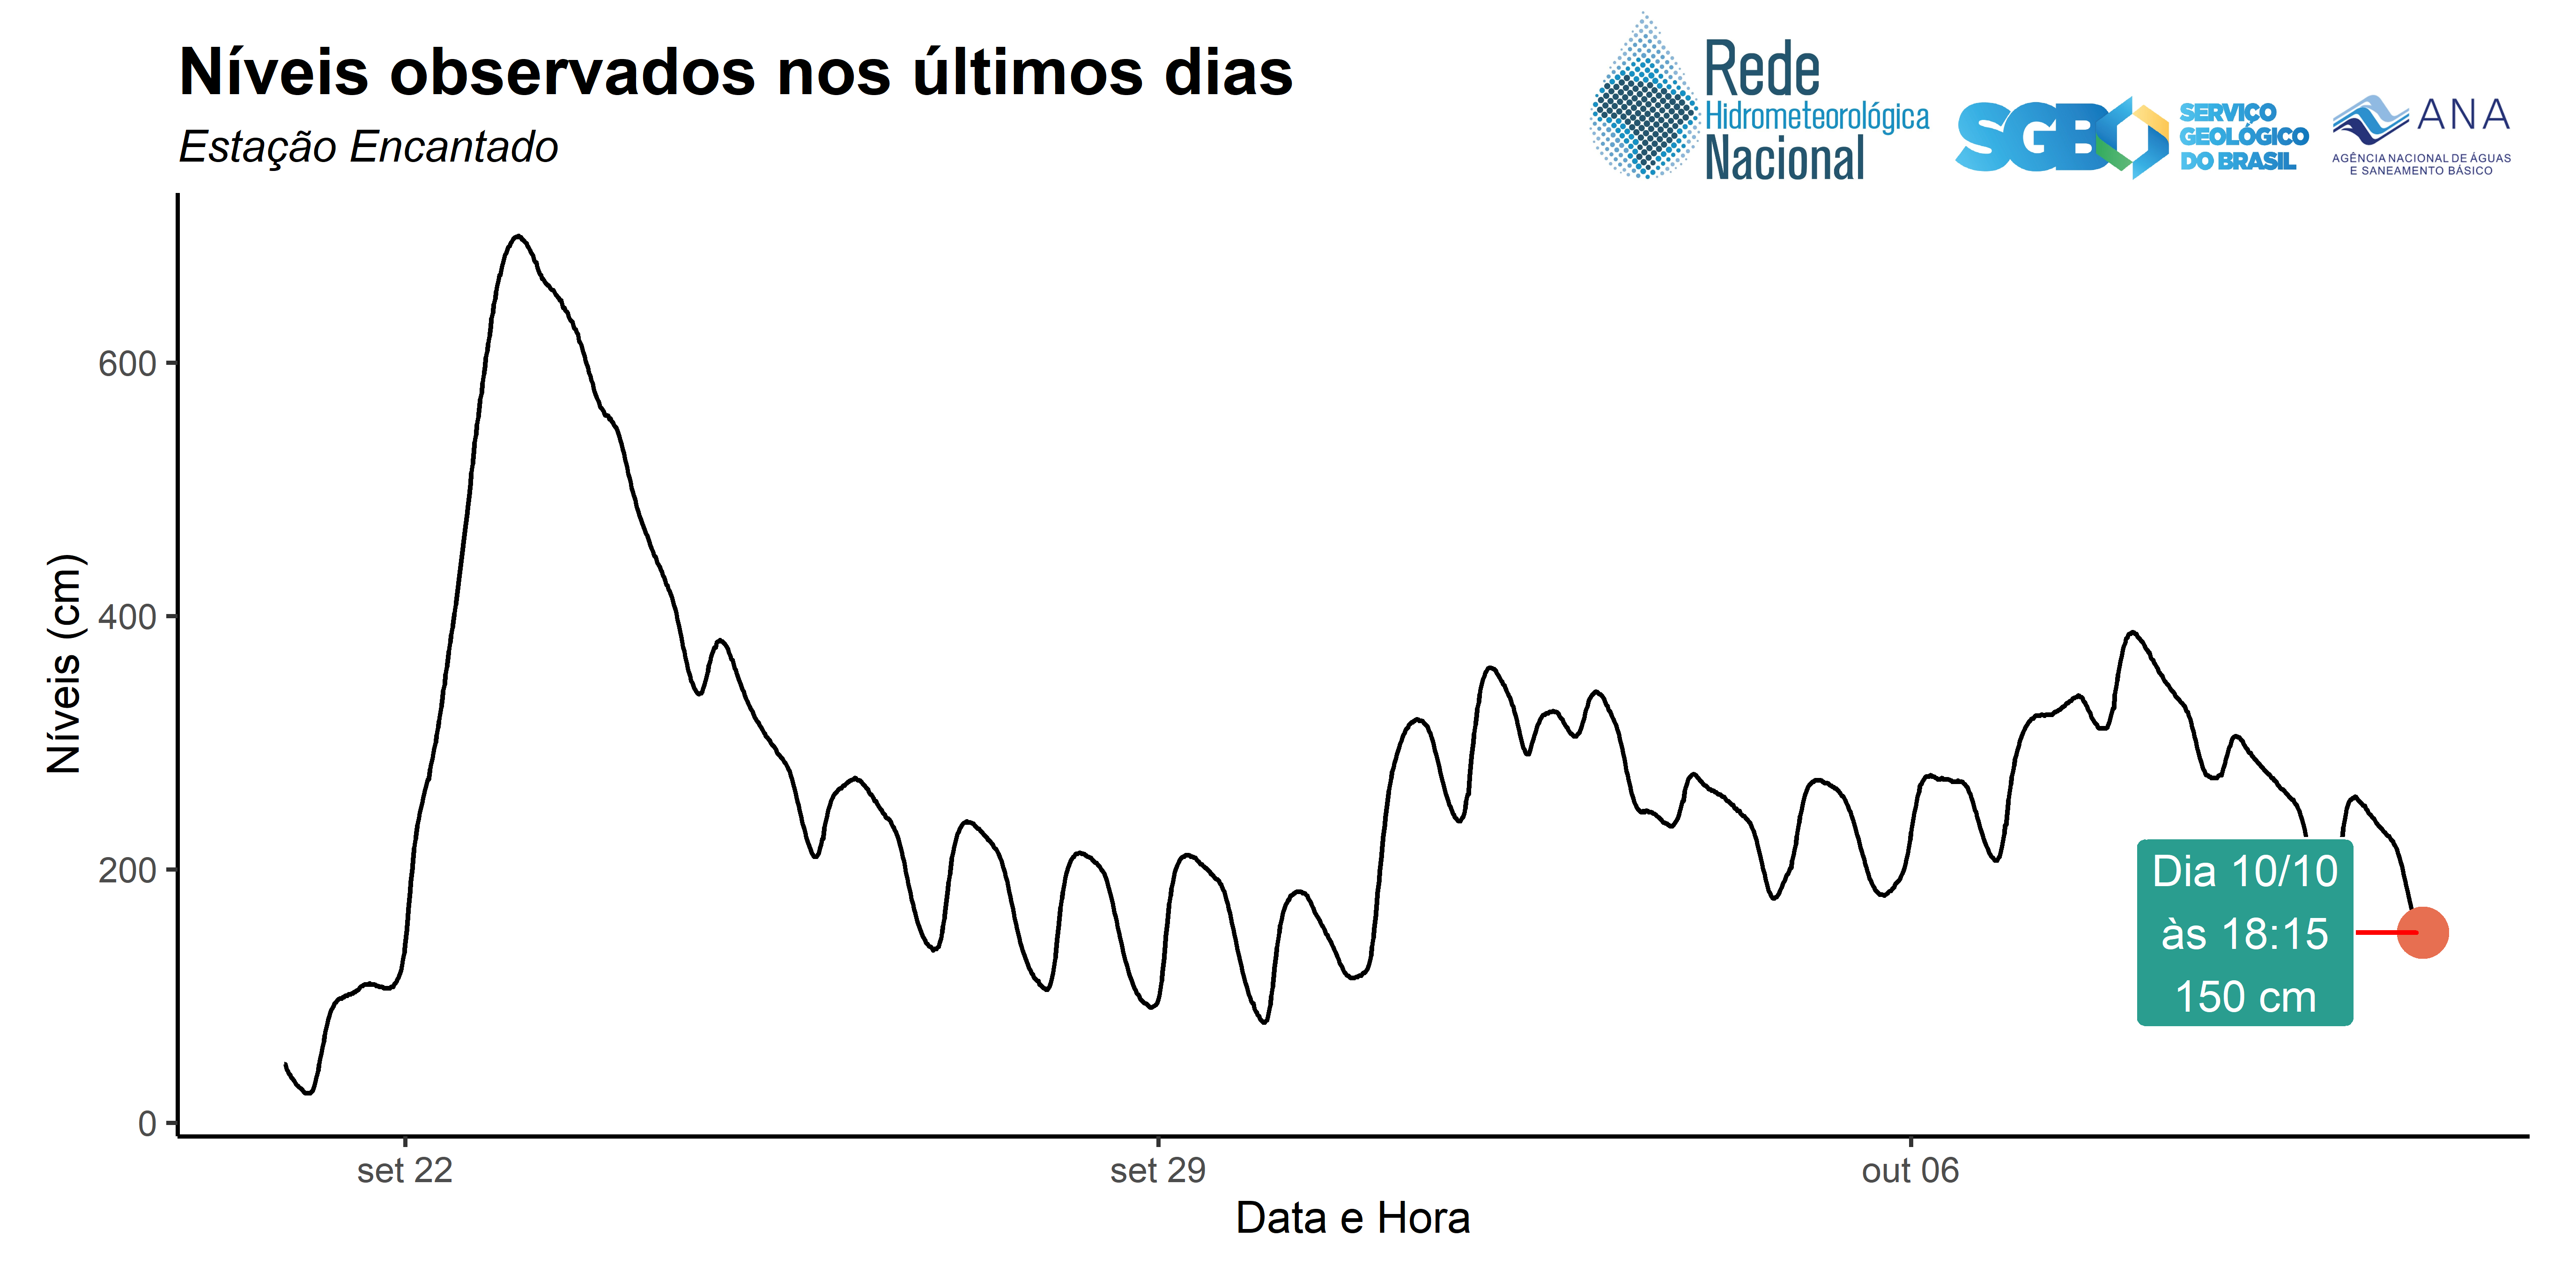 Níveis observados nos últimos dias
Estação Encantado
Rede
Hidrometeorológica
Nacional
SGB
SERVIÇO
GEOLÓGICO
DO BRASIL
ANA
AGÊNCIA NACIONAL DE ÁGUAS
E SANEAMENTO BÁSICO
Níveis (cm)
600
400
200
0
Dia 10/10
às 18:15
150 cm
set 22
set 29
out 06
Data e Hora